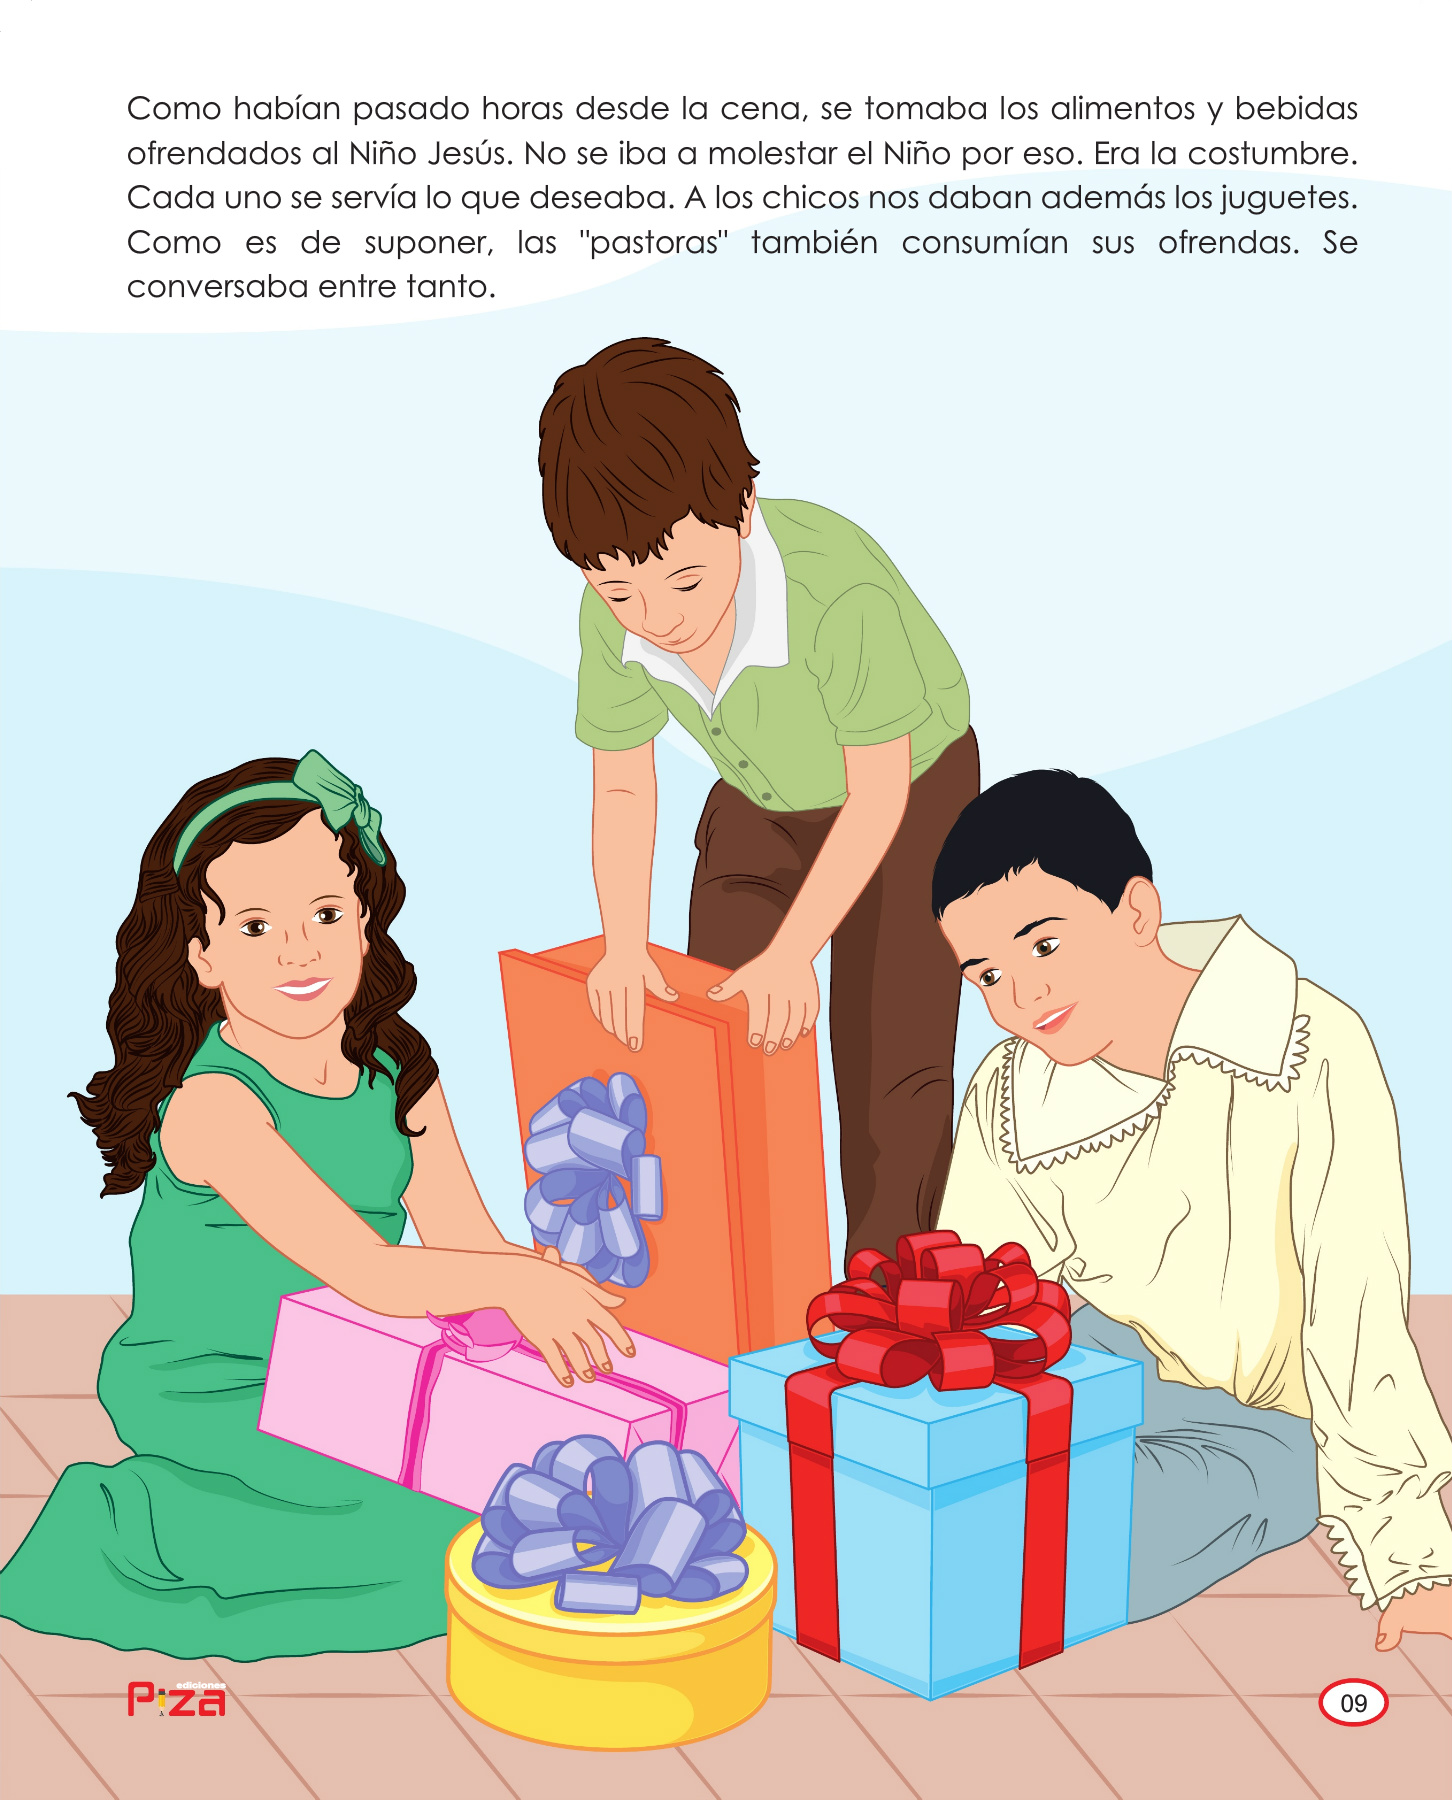 Como habían pasado horas desde la cena, se tomaba los alimentos y bebidas
ofrendados al Niño Jesús. No se iba a molestar el Niño por eso. Era la costumbre.
Cada uno se servía lo que deseaba. A los chicos nos daban además los juguetes.
Como es de suponer, las "pastoras" también consumían sus ofrendas. Se
conversaba entre tanto.
ediciones
Piza
09